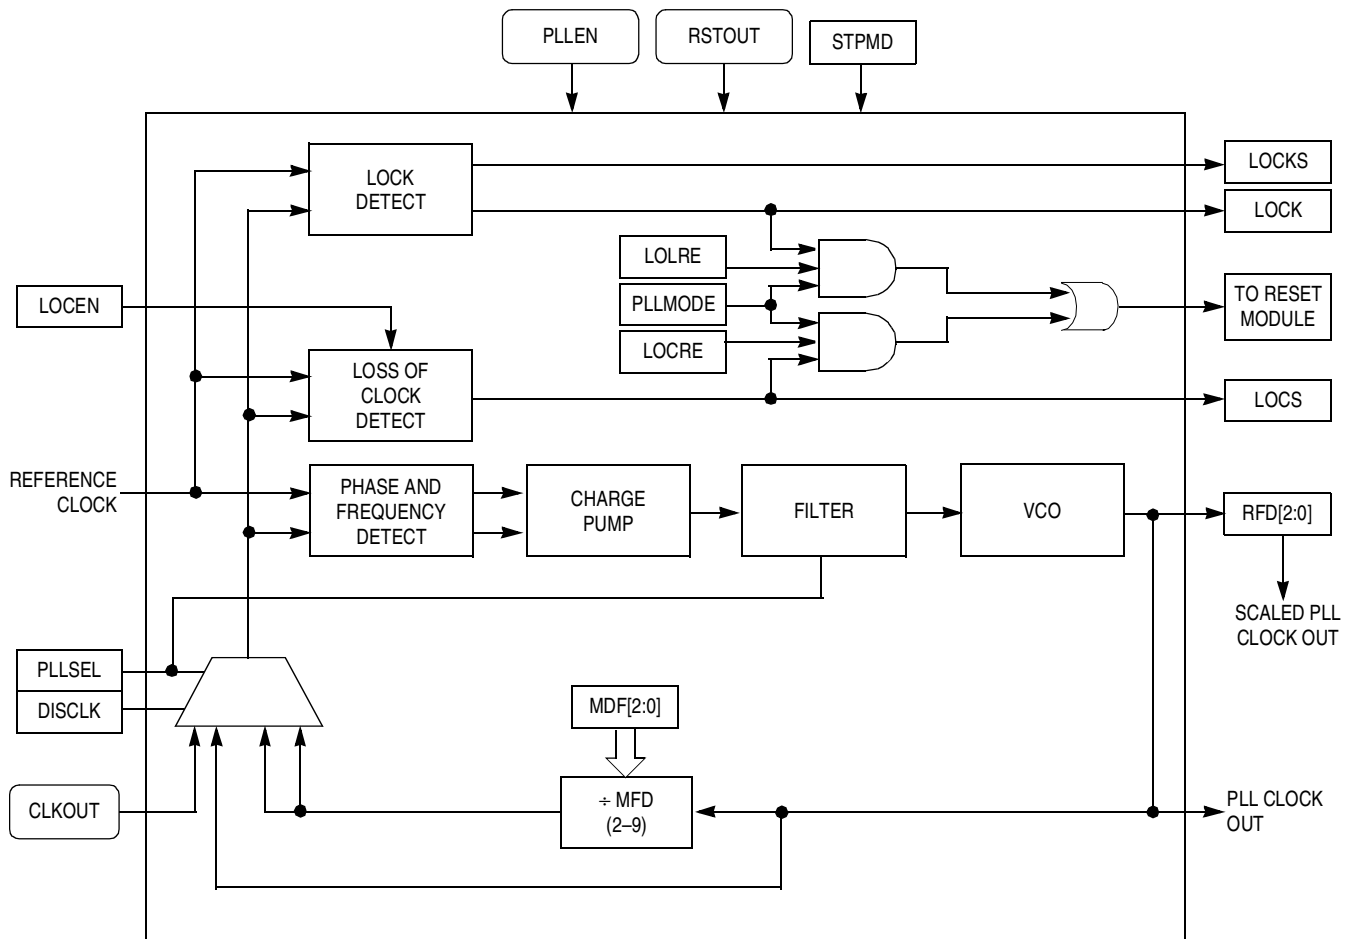 PLLEN
RSTOUT
STPMD
LOCK
DETECT
LOCKS
LOCK
LOLRE
PLLMODE
LOCRE
TO RESET
MODULE
LOCEN
LOSS OF
CLOCK
DETECT
LOCS
REFERENCE
CLOCK
PHASE AND
FREQUENCY
DETECT
CHARGE
PUMP
FILTER
VCO
RFD[2:0]
SCALED PLL
CLOCK OUT
PLLSEL
DISCLK
MDF[2:0]
CLKOUT
÷ MFD
(2–9)
PLL CLOCK
OUT